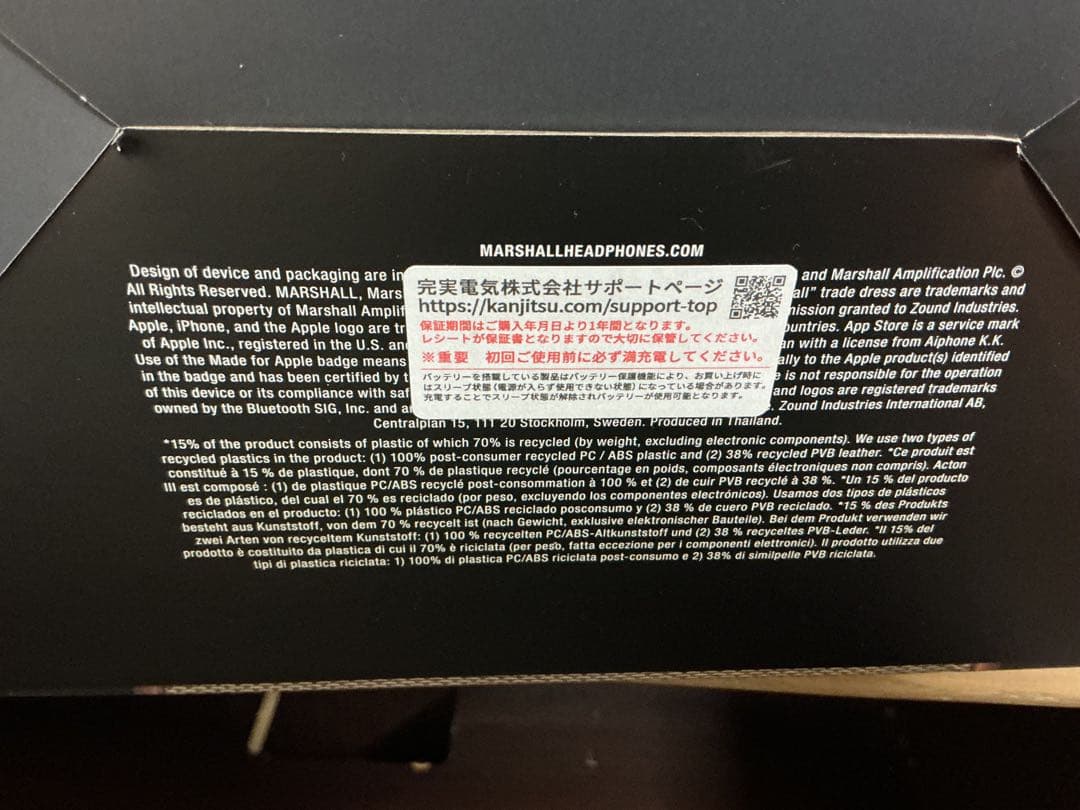 MARSHALLHEADPHONES.COM
Design of device and packaging are in
and Marshall Amplification Plc. ©
All Rights Reserved. MARSHALL, Mars
all” trade dress are trademarks and
intellectual property of Marshall Amplif
mission granted to Zound Industries.
Apple, iPhone, and the Apple logo are tr
ountries. App Store is a service mark
of Apple Inc., registered in the U.S. an
an with a license from Aiphone K.K.
Use of the Made for Apple badge means
ally to the Apple product(s) identified
in the badge and has been certified by t
e is not responsible for the operation
of this device or its compliance with saf
and logos are registered trademarks
owned by the Bluetooth SIG, Inc. and a
. Zound Industries International AB,
Centralplan 15, 111 20 Stockholm, Sweden. Produced in Thailand.
完実電気株式会社サポートページ
https://kanjitsu.com/support-top
保証期間はご購入年月日より1年間となります。
レシートが保証書となりますので大切に保管してください。
※重要 初回ご使用前に必ず満充電してください。
バッテリーを搭載している製品はバッテリー保護機能により、お買い上げ時に
はスリープ状態(電源が入らず使用できない状態)になっている場合があります。
充電することでスリープ状態が解除されバッテリーが使用可能となります。
*15% of the product consists of plastic of which 70% is recycled (by weight, excluding electronic components). We use two types of
recycled plastics in the product: (1) 100% post-consumer recycled PC / ABS plastic and (2) 38% recycled PVB leather. *Ce produit est
constitué à 15 % de plastique, dont 70 % de plastique recyclé (pourcentage en poids, composants électroniques non compris). Acton
III est composé : (1) de plastique PC/ABS recyclé post-consommation à 100 % et (2) de cuir PVB recyclé à 38 %. *Un 15 % del producto
es de plástico, del cual el 70 % es reciclado (por peso, excluyendo los componentes electrónicos). Usamos dos tipos de plásticos
reciclados en el producto: (1) 100 % plástico PC/ABS reciclado posconsumo y (2) 38 % de cuero PVB reciclado. *15 % des Produkts
besteht aus Kunststoff, von dem 70 % recycelt ist (nach Gewicht, exklusive elektronischer Bauteile). Bei dem Produkt verwenden wir
zwei Arten von recyceltem Kunststoff: (1) 100 % recycelten PC/ABS-Altkunststoff und (2) 38 % recyceltes PVB-Leder. *Il 15% del
prodotto è costituito da plastica di cui il 70% è riciclata (per peso, fatta eccezione per i componenti elettronici). Il prodotto utilizza due
tipi di plastica riciclata: 1) 100% di plastica PC/ABS riciclata post-consumo e 2) 38% di similpelle PVB riciclata.